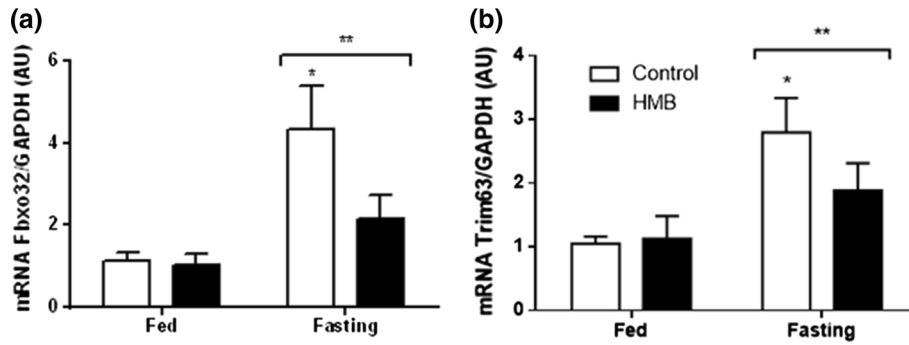 (a)
mRNA Fbxo32/GAPDH (AU)
6
4
2
0
*
**
Fed
Fasting
(b)
mRNA Trim63/GAPDH (AU)
4
3
2
1
0
Control
HMB
*
**
Fed
Fasting